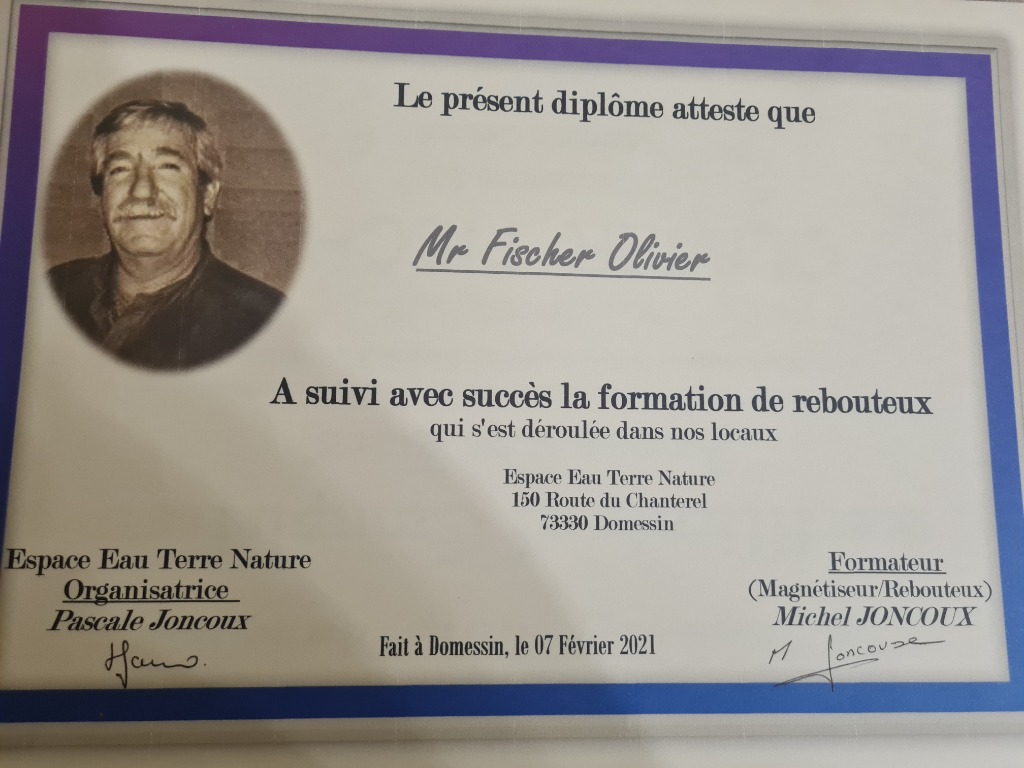 Le présent diplôme atteste que
Mr Fischer Olivier
A suivi avec succès la formation de rebouteux
qui s'est déroulée dans nos locaux
Espace Eau Terre Nature
150 Route du Chanterel
73330 Domessin
Espace Eau Terre Nature
Organisatrice
Pascale Joncoux
Formateur
(Magnétiseur/Rebouteux)
Michel JONCOUX
Fait à Domessin, le 07 Février 2021